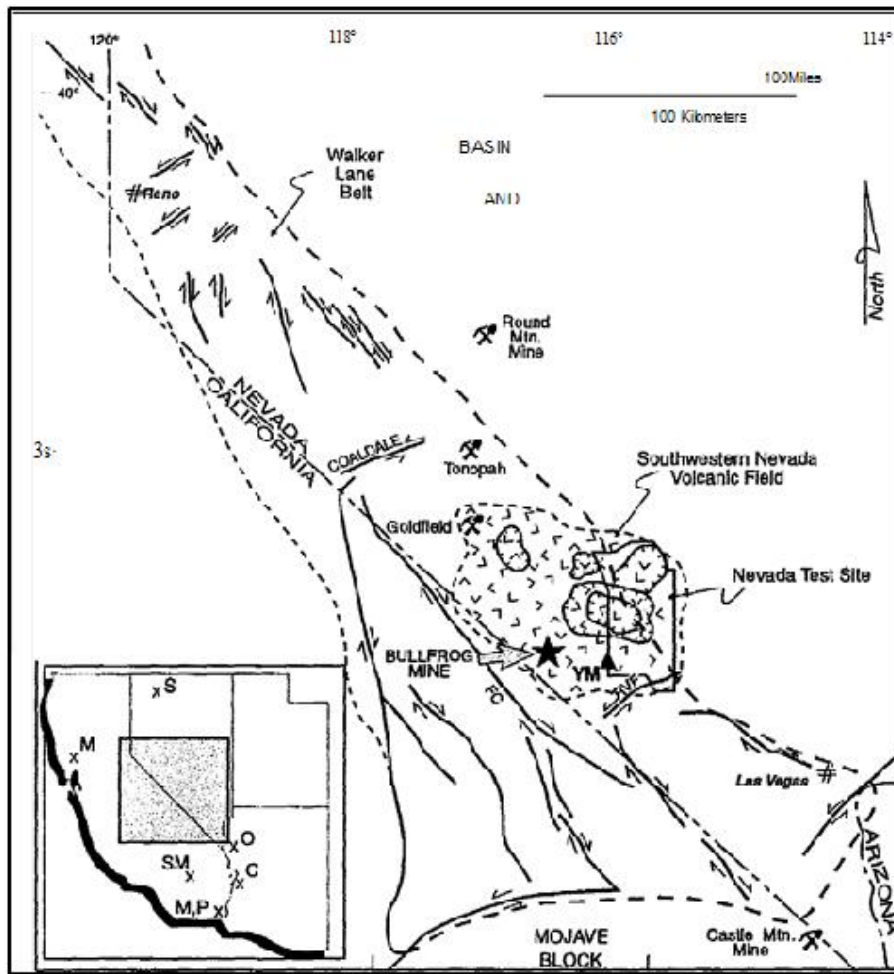 120°
118°
116°
114°
40°
100Miles
100 Kilometers
BASIN
AND
Walker
Lane
Belt
#Reno
North
Round
Mtn.
Mine
NEVADA
CALIFORNIA
3s-
COALDALE
Tonopah
Southwestern Nevada
Volcanic Field
Goldfield
Nevada Test Site
BULLFROG
MINE
YM
FC
Las Vegas
#
ARIZONA
S
M
O
SM
C
M,P
MOJAVE
BLOCK
Castle Mtn.
Mine